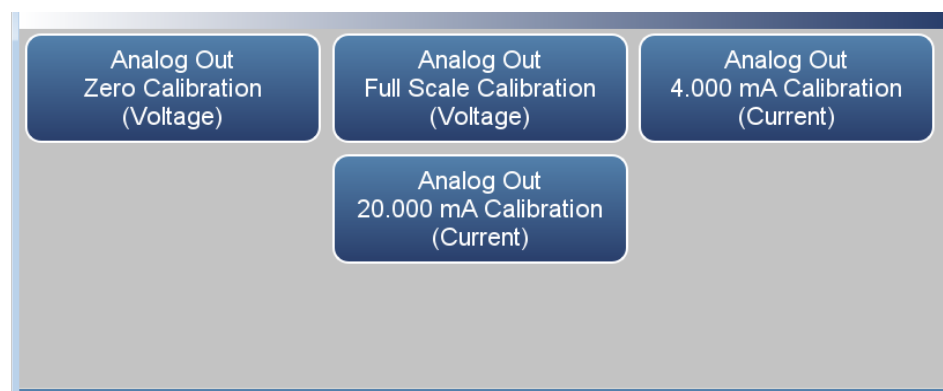 Analog Out
Zero Calibration
(Voltage)
Analog Out
Full Scale Calibration
(Voltage)
Analog Out
4.000 mA Calibration
(Current)
Analog Out
20.000 mA Calibration
(Current)